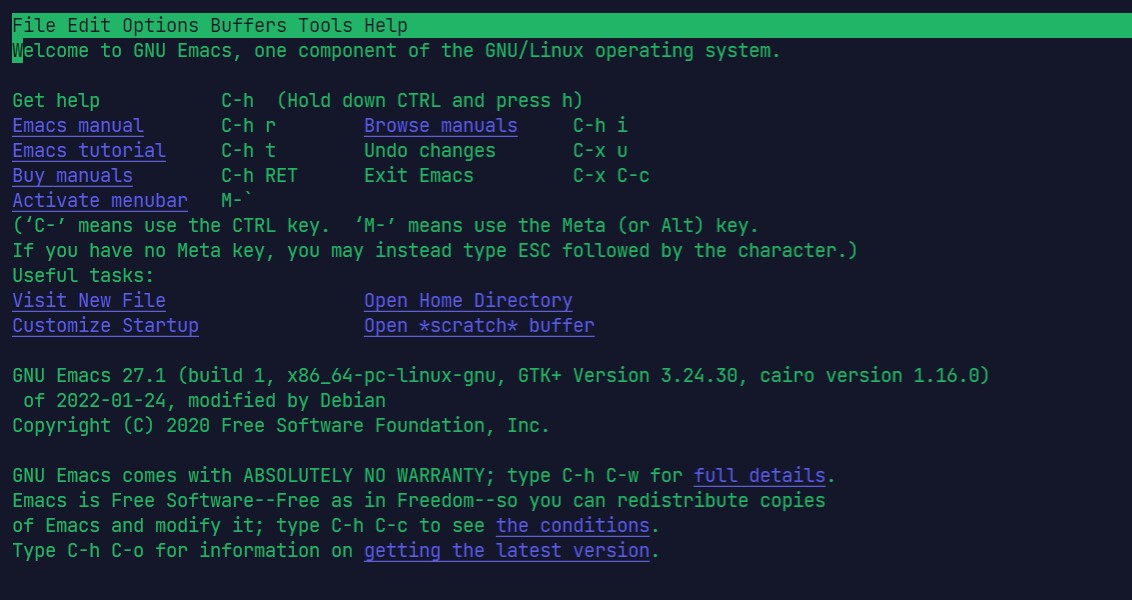 File Edit Options Buffers Tools Help
Welcome to GNU Emacs, one component of the GNU/Linux operating system.
Get help C-h (Hold down CTRL and press h)
Emacs manual C-h r Browse manuals C-h i
Emacs tutorial C-h t Undo changes C-x u
Buy manuals C-h RET Exit Emacs C-x C-c
Activate menubar M-`
(‘C-’ means use the CTRL key. ‘M-’ means use the Meta (or Alt) key.
If you have no Meta key, you may instead type ESC followed by the character.)
Useful tasks:
Visit New File Open Home Directory
Customize Startup Open *scratch* buffer
GNU Emacs 27.1 (build 1, x86_64-pc-linux-gnu, GTK+ Version 3.24.30, cairo version 1.16.0)
of 2022-01-24, modified by Debian
Copyright (C) 2020 Free Software Foundation, Inc.
GNU Emacs comes with ABSOLUTELY NO WARRANTY; type C-h C-w for full details.
Emacs is Free Software--Free as in Freedom--so you can redistribute copies
of Emacs and modify it; type C-h C-c to see the conditions.
Type C-h C-o for information on getting the latest version.